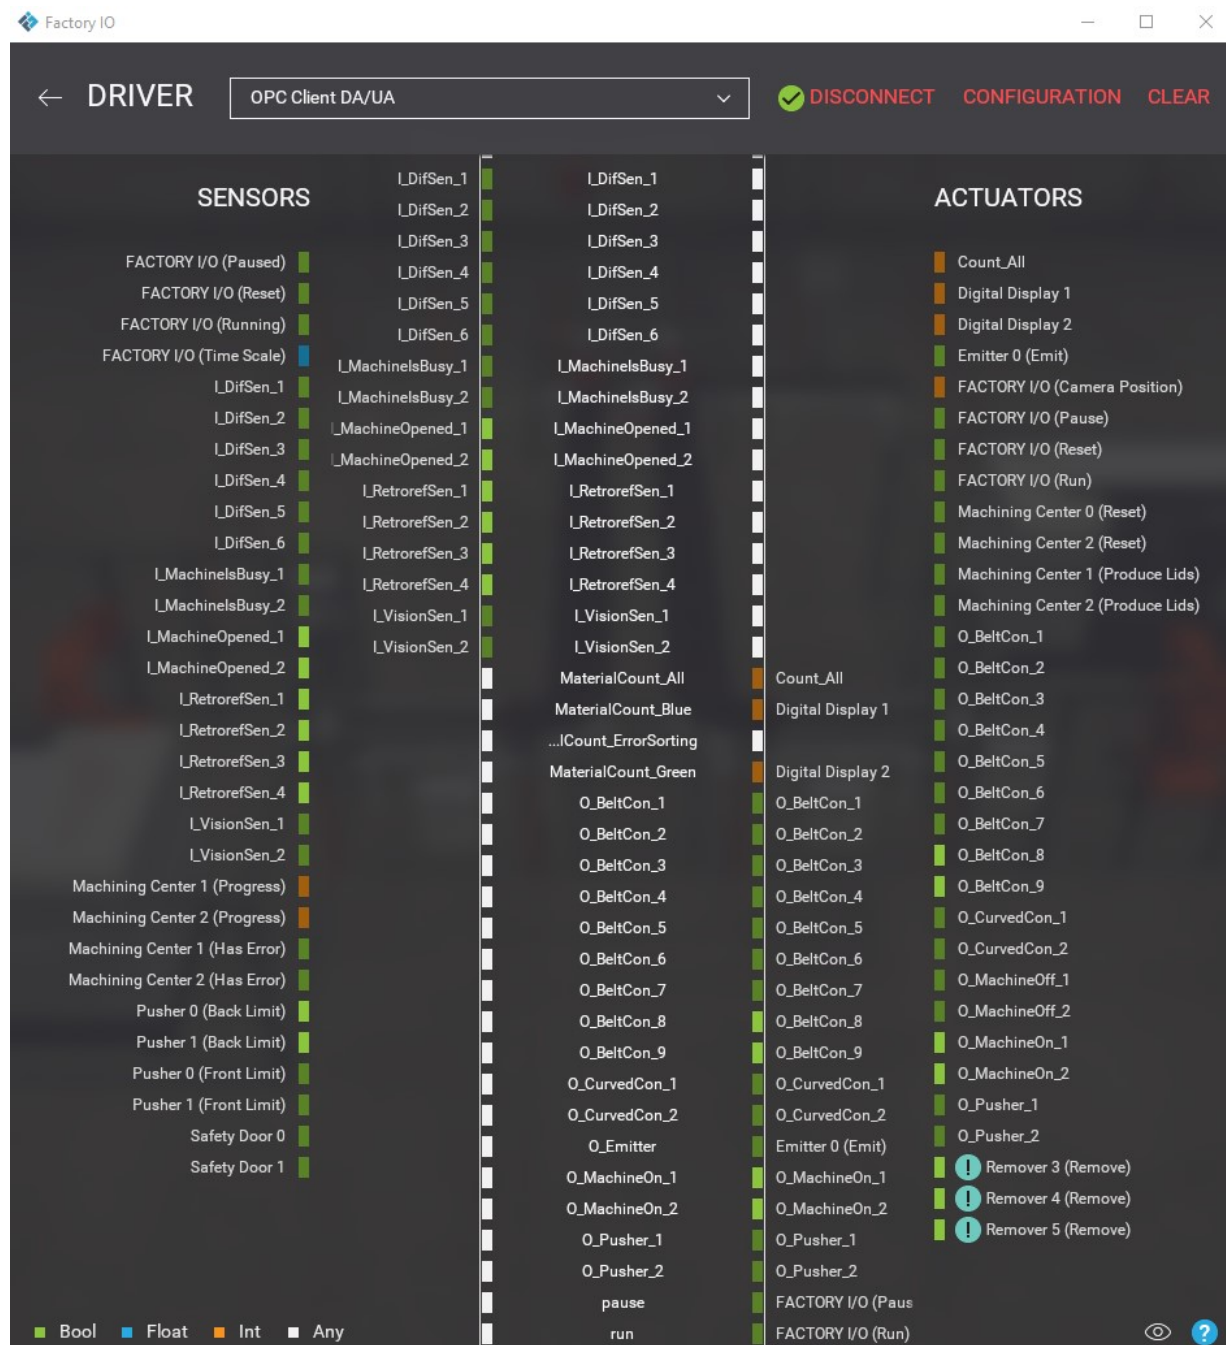 Factory IO
DRIVER
OPC Client DA/UA
DISCONNECT
CONFIGURATION
CLEAR
SENSORS
FACTORY I/O (Paused)
FACTORY I/O (Reset)
FACTORY I/O (Running)
FACTORY I/O (Time Scale)
I_DifSen_1
I_DifSen_2
I_DifSen_3
I_DifSen_4
I_DifSen_5
I_DifSen_6
I_MachineIsBusy_1
I_MachineIsBusy_2
I_MachineOpened_1
I_MachineOpened_2
I_RetrorefSen_1
I_RetrorefSen_2
I_RetrorefSen_3
I_RetrorefSen_4
I_VisionSen_1
I_VisionSen_2
Machining Center 1 (Progress)
Machining Center 2 (Progress)
Machining Center 1 (Has Error)
Machining Center 2 (Has Error)
Pusher 0 (Back Limit)
Pusher 1 (Back Limit)
Pusher 0 (Front Limit)
Pusher 1 (Front Limit)
Safety Door 0
Safety Door 1
I_DifSen_1
I_DifSen_2
I_DifSen_3
I_DifSen_4
I_DifSen_5
I_DifSen_6
I_MachineIsBusy_1
I_MachineIsBusy_2
I_MachineOpened_1
I_MachineOpened_2
I_RetrorefSen_1
I_RetrorefSen_2
I_RetrorefSen_3
I_RetrorefSen_4
I_VisionSen_1
I_VisionSen_2
I_DifSen_1
I_DifSen_2
I_DifSen_3
I_DifSen_4
I_DifSen_5
I_DifSen_6
I_MachineIsBusy_1
I_MachineIsBusy_2
I_MachineOpened_1
I_MachineOpened_2
I_RetrorefSen_1
I_RetrorefSen_2
I_RetrorefSen_3
I_RetrorefSen_4
I_VisionSen_1
I_VisionSen_2
MaterialCount_All
MaterialCount_Blue
...lCount_ErrorSorting
MaterialCount_Green
O_BeltCon_1
O_BeltCon_2
O_BeltCon_3
O_BeltCon_4
O_BeltCon_5
O_BeltCon_6
O_BeltCon_7
O_BeltCon_8
O_BeltCon_9
O_CurvedCon_1
O_CurvedCon_2
O_Emitter
O_MachineOn_1
O_MachineOn_2
O_Pusher_1
O_Pusher_2
pause
run
Count_All
Digital Display 1
Digital Display 2
O_BeltCon_1
O_BeltCon_2
O_BeltCon_3
O_BeltCon_4
O_BeltCon_5
O_BeltCon_6
O_BeltCon_7
O_BeltCon_8
O_BeltCon_9
O_CurvedCon_1
O_CurvedCon_2
Emitter 0 (Emit)
O_MachineOn_1
O_MachineOn_2
O_Pusher_1
O_Pusher_2
FACTORY I/O (Paus
FACTORY I/O (Run)
ACTUATORS
Count_All
Digital Display 1
Digital Display 2
Emitter 0 (Emit)
FACTORY I/O (Camera Position)
FACTORY I/O (Pause)
FACTORY I/O (Reset)
FACTORY I/O (Run)
Machining Center 0 (Reset)
Machining Center 2 (Reset)
Machining Center 1 (Produce Lids)
Machining Center 2 (Produce Lids)
O_BeltCon_1
O_BeltCon_2
O_BeltCon_3
O_BeltCon_4
O_BeltCon_5
O_BeltCon_6
O_BeltCon_7
O_BeltCon_8
O_BeltCon_9
O_CurvedCon_1
O_CurvedCon_2
O_MachineOff_1
O_MachineOff_2
O_MachineOn_1
O_MachineOn_2
O_Pusher_1
O_Pusher_2
! Remover 3 (Remove)
! Remover 4 (Remove)
! Remover 5 (Remove)
Bool Float Int Any
?